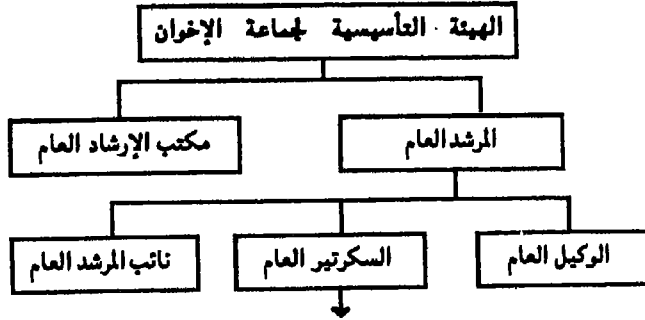 الهيئة التأسيسية لجماعة الإخوان
المرشد العام
مكتب الإرشاد العام
الوكيل العام
السكرتير العام
نائب المرشد العام